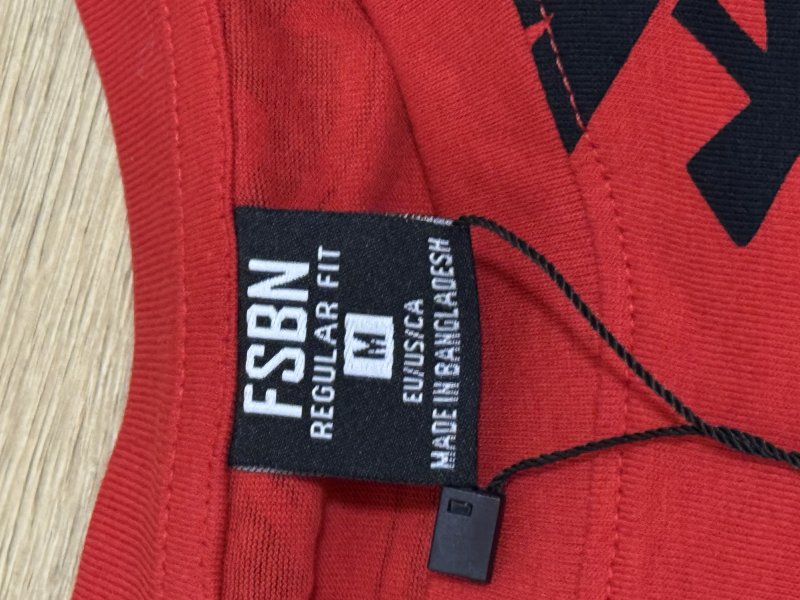 FSBN
REGULAR FIT
M
EU/US/CA
MADE IN BANGLADESH